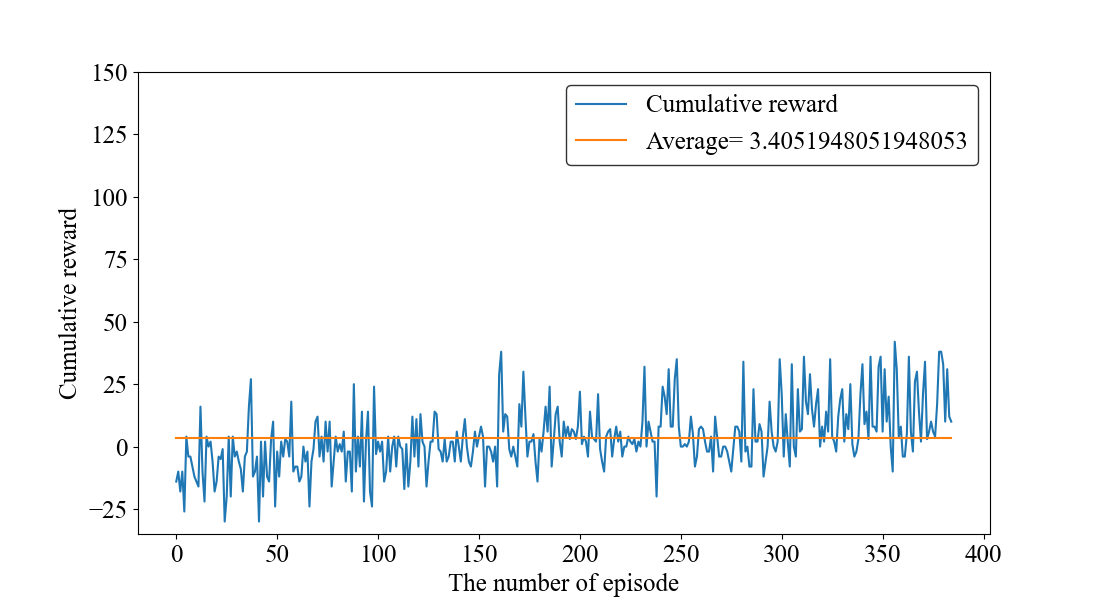 150
125
100
75
50
25
0
−25
Cumulative reward
Cumulative reward
Average= 3.4051948051948053
0 50 100 150 200 250 300 350 400
The number of episode